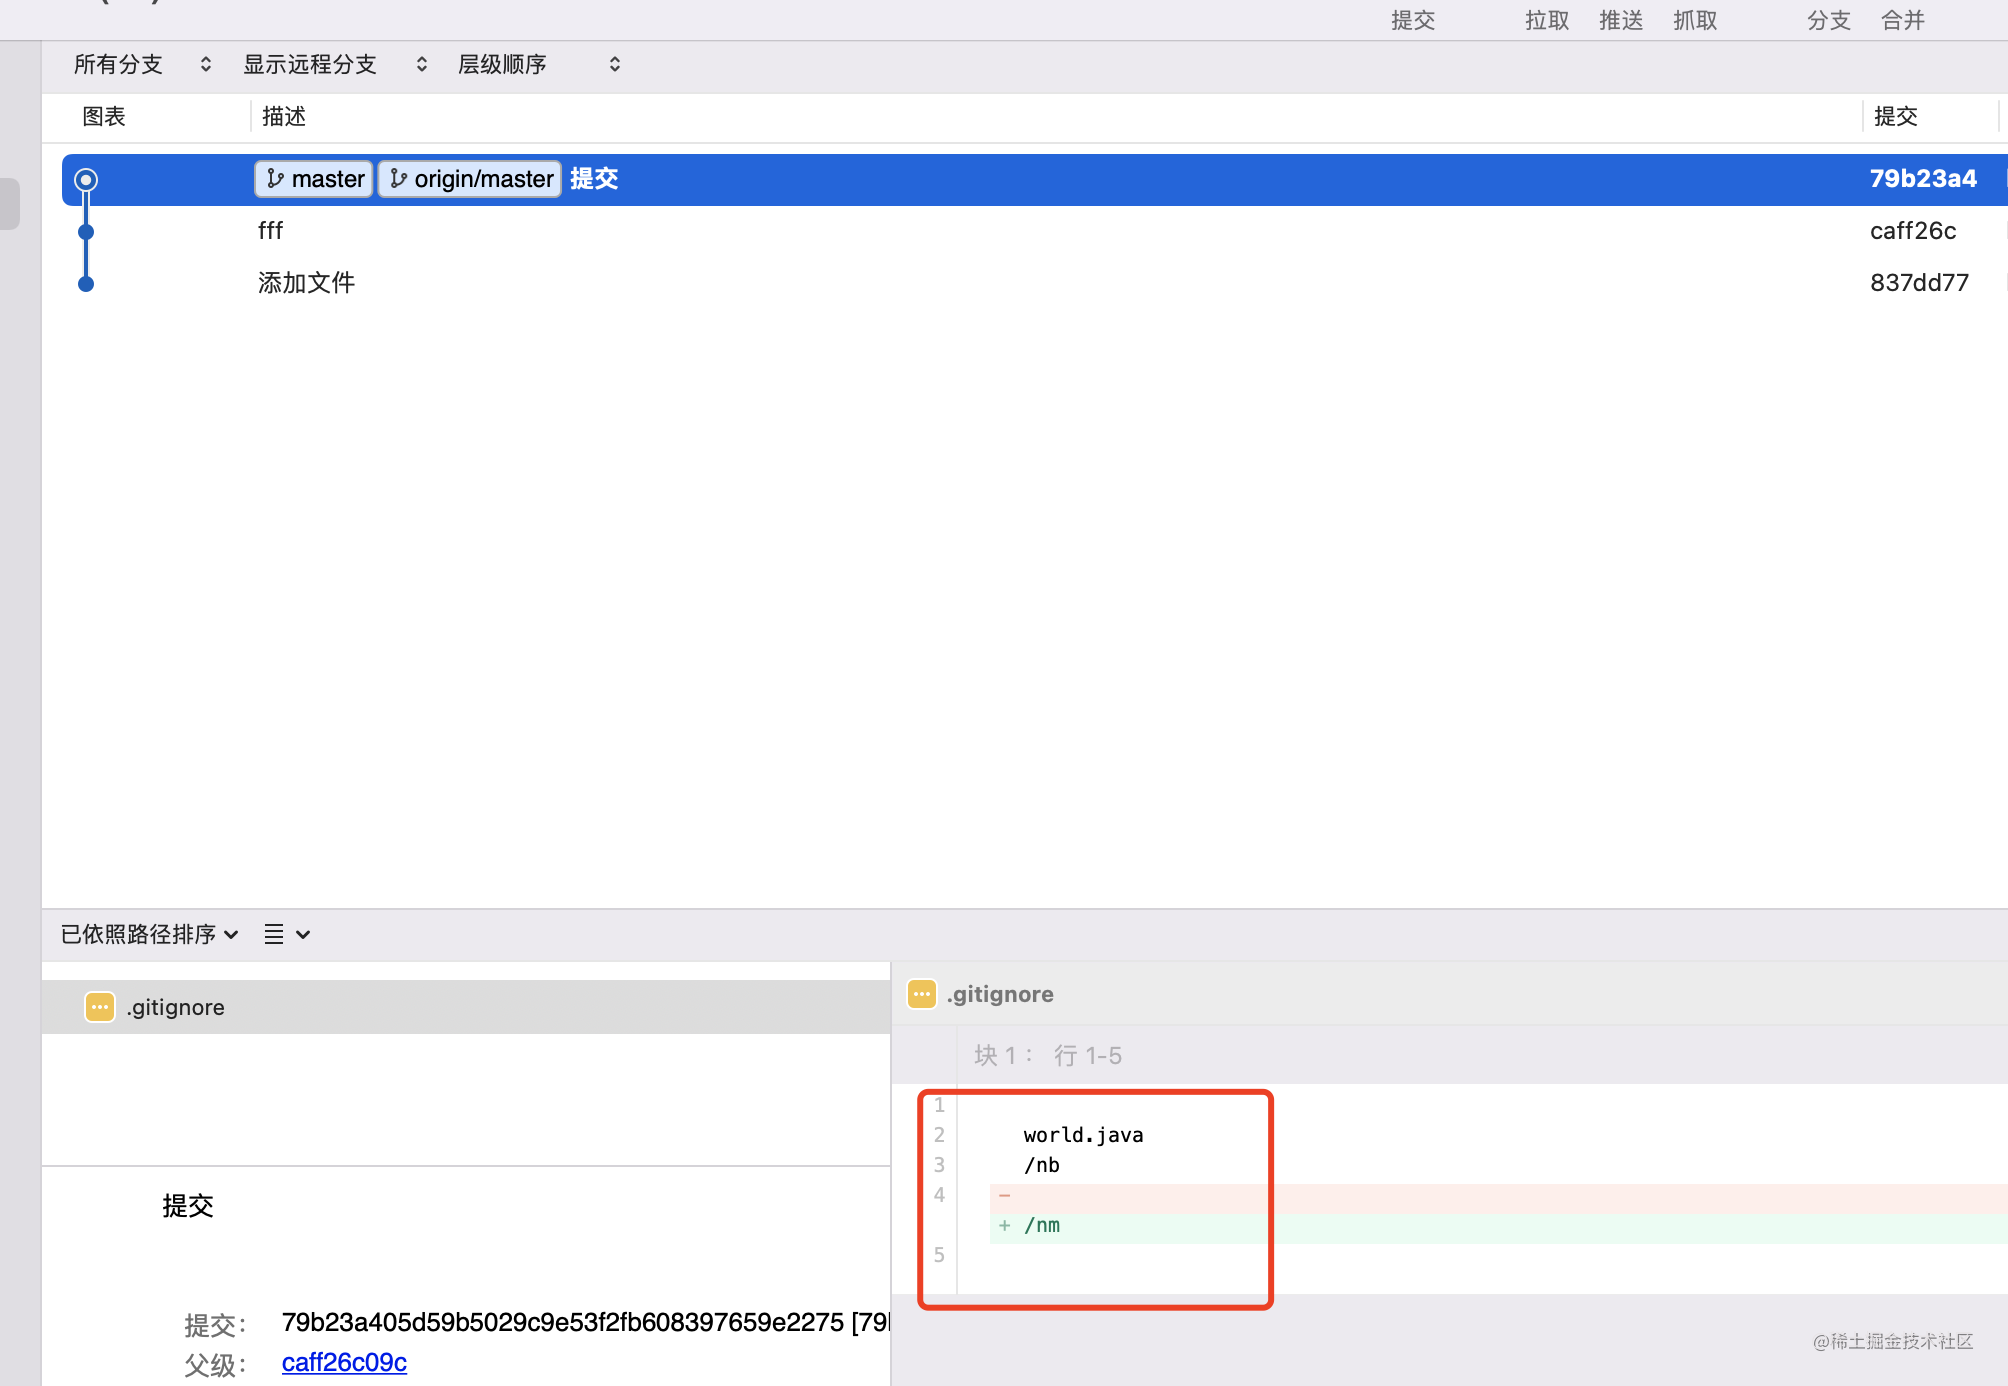 提交 拉取 推送 抓取 分支 合并
所有分支 显示远程分支 层级顺序
图表 描述 提交
master origin/master 提交 79b23a4
fff caff26c
添加文件 837dd77
已依照路径排序
.gitignore
提交
提交： 79b23a405d59b5029c9e53f2fb608397659e2275 [79
父级： caff26c09c
.gitignore
块 1： 行 1-5
1
2 world.java
3 /nb
4 -
+ /nm
5
@稀土掘金技术社区